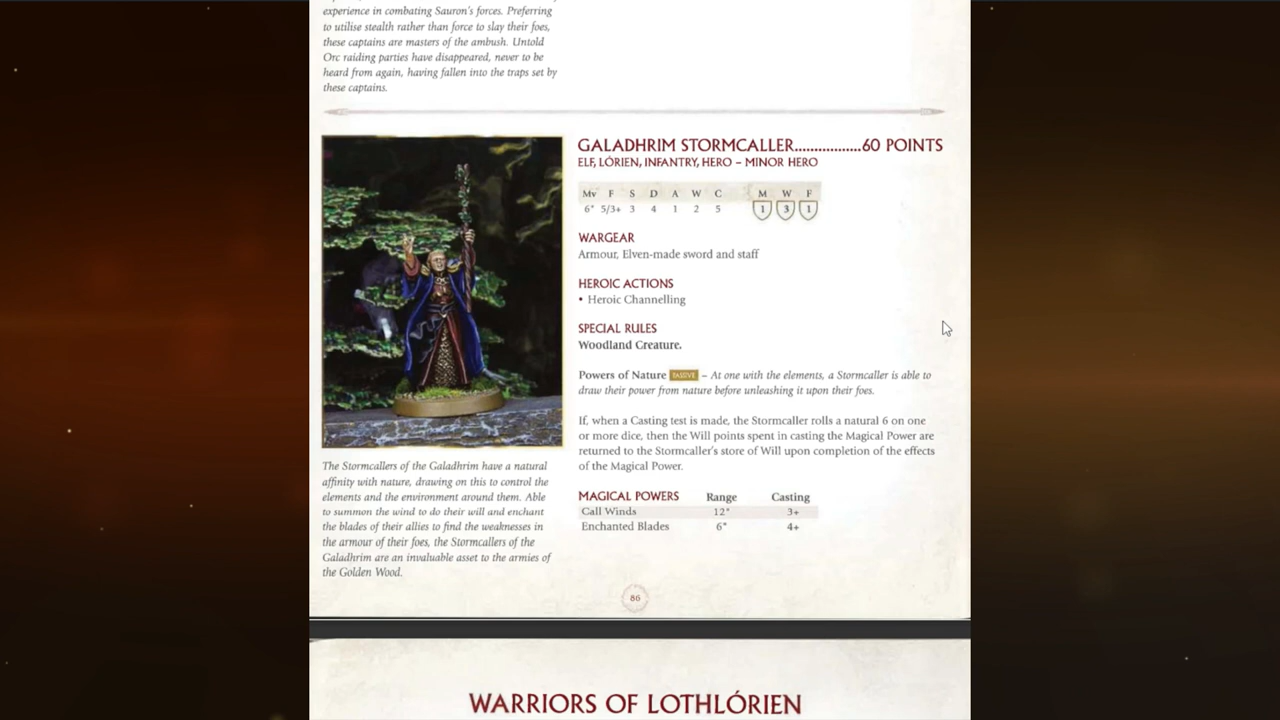 experience in combating Sauron's forces. Preferring
to utilise stealth rather than force to slay their foes,
these captains are masters of the ambush. Untold
Orc raiding parties have disappeared, never to be
heard from again, having fallen into the traps set by
these captains.
GALADHRIM STORMCALLER.................60 POINTS
ELF, LÓRIEN, INFANTRY, HERO – MINOR HERO
Mv F S D A W C M W F
6" 5/3+ 3 4 1 2 5 1 3 1
WARGEAR
Armour, Elven-made sword and staff
HEROIC ACTIONS
• Heroic Channelling
SPECIAL RULES
Woodland Creature.
Powers of Nature PASSIVE – At one with the elements, a Stormcaller is able to
draw their power from nature before unleashing it upon their foes.
If, when a Casting test is made, the Stormcaller rolls a natural 6 on one
or more dice, then the Will points spent in casting the Magical Power are
returned to the Stormcaller's store of Will upon completion of the effects
of the Magical Power.
MAGICAL POWERS Range Casting
Call Winds 12" 3+
Enchanted Blades 6" 4+
The Stormcallers of the Galadhrim have a natural
affinity with nature, drawing on this to control the
elements and the environment around them. Able
to summon the wind to do their will and enchant
the blades of their allies to find the weaknesses in
the armour of their foes, the Stormcallers of the
Galadhrim are an invaluable asset to the armies of
the Golden Wood.
86
WARRIORS OF LOTHLÓRIEN